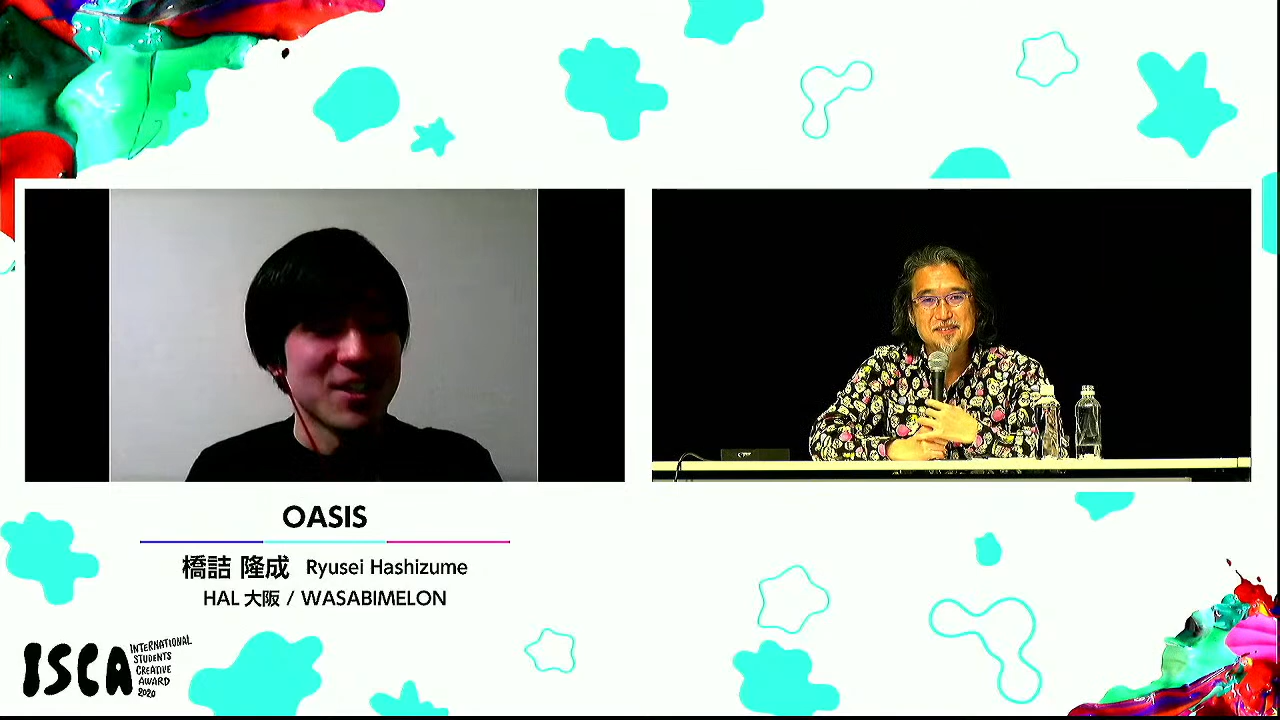 OASIS
橋詰 隆成 Ryusei Hashizume
HAL 大阪 / WASABIMELON
ISCA
INTERNATIONAL
STUDENTS
CREATIVE
AWARD
2020